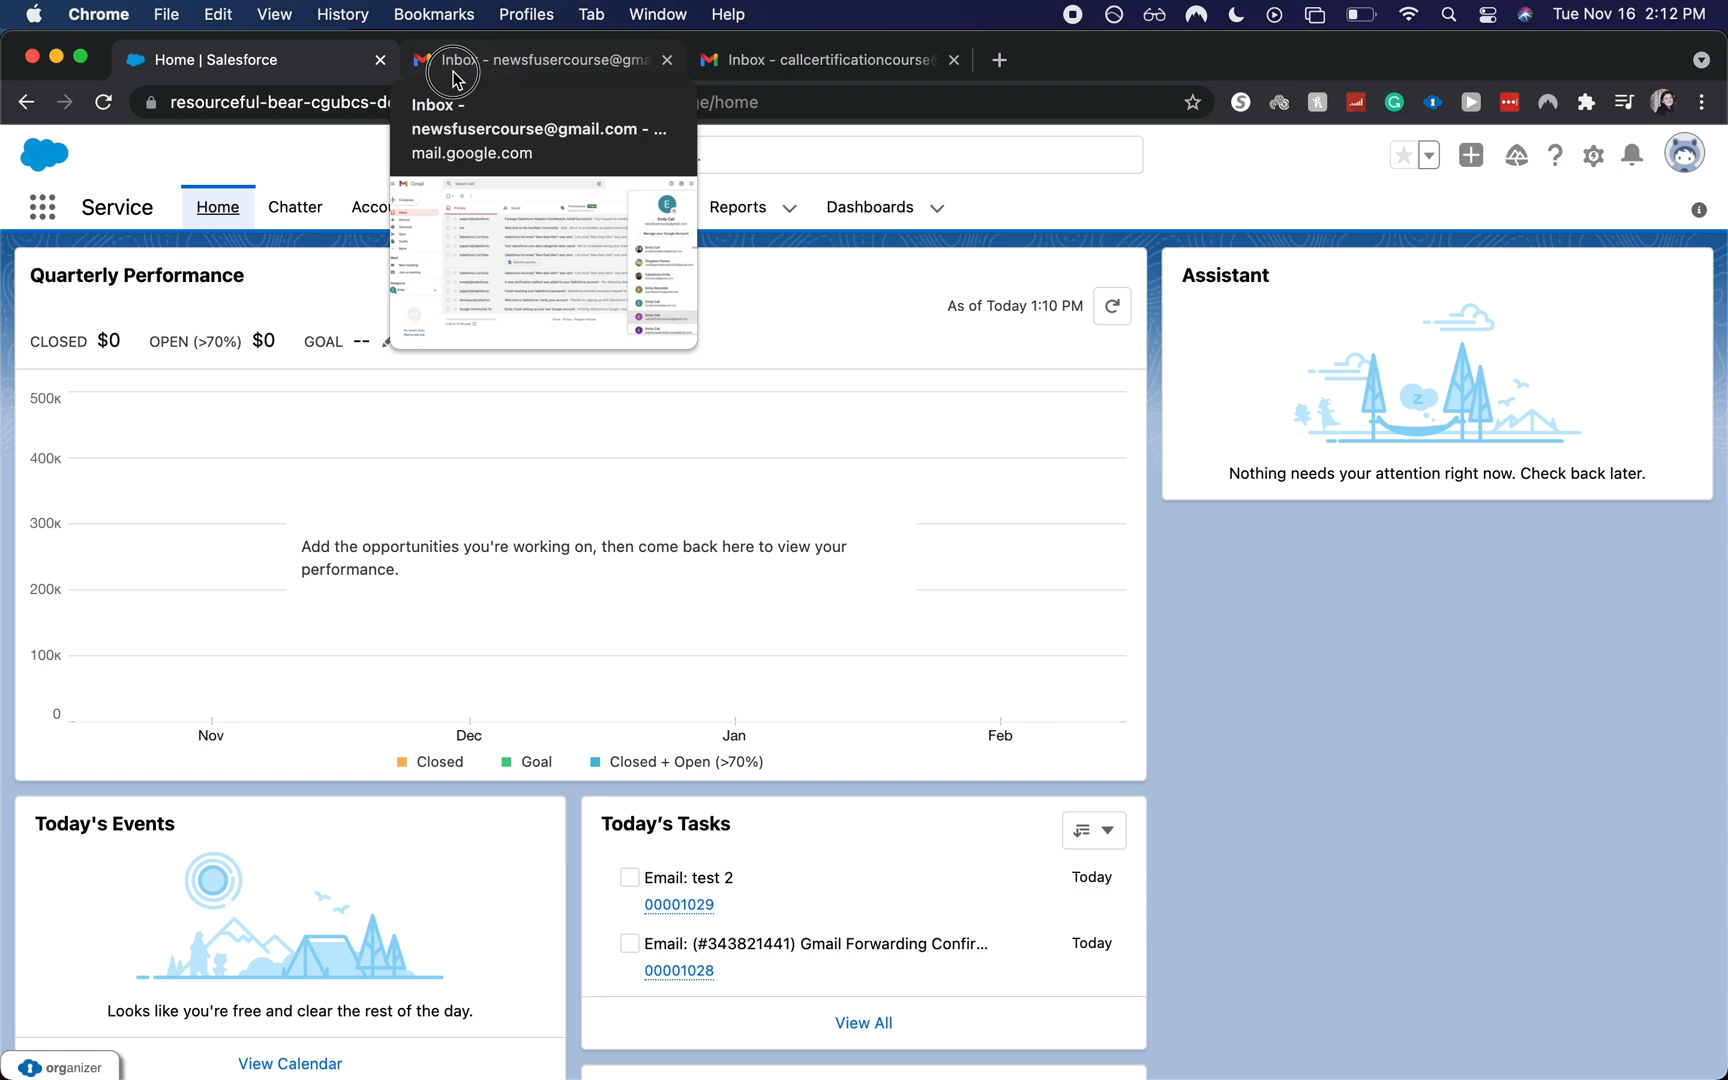 Chrome File Edit View History Bookmarks Profiles Tab Window Help Tue Nov 16 2:12 PM
Home | Salesforce Inbox - newsfusercourse@gma Inbox - callcertificationcourse@
resourceful-bear-cgubcs-de e/home
Inbox -
newsfusercourse@gmail.com - ...
mail.google.com
Service Home Chatter Accou Reports Dashboards
Quarterly Performance
As of Today 1:10 PM
CLOSED $0 OPEN (>70%) $0 GOAL --
500K
400K
300K
200K
100K
0
Add the opportunities you're working on, then come back here to view your
performance.
Nov Dec Jan Feb
Closed Goal Closed + Open (>70%)
Assistant
Z
Nothing needs your attention right now. Check back later.
Today's Events
Looks like you're free and clear the rest of the day.
View Calendar
Today's Tasks
Email: test 2 Today
00001029
Email: (#343821441) Gmail Forwarding Confir... Today
00001028
View All
organizer